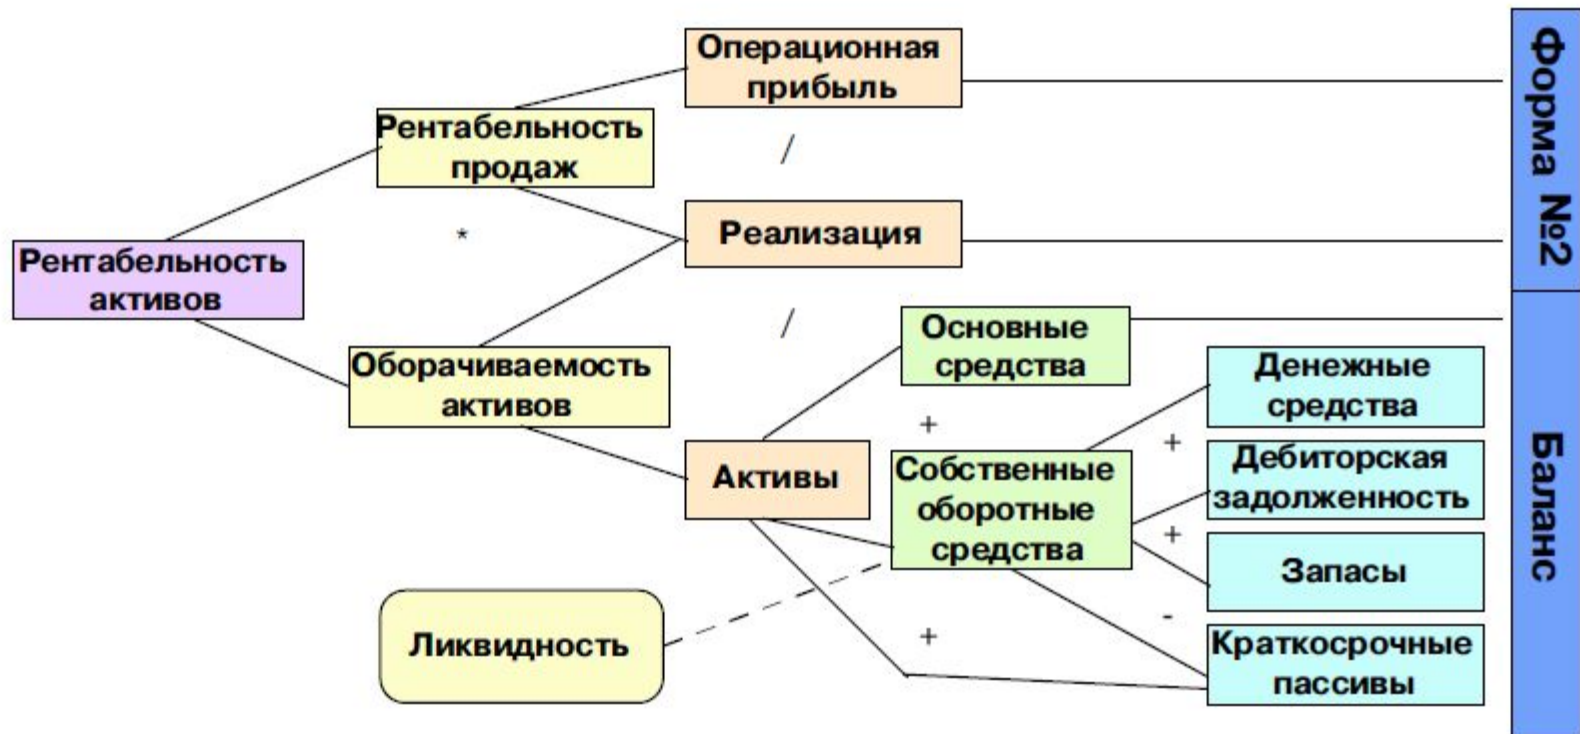 Операционная
прибыль
Рентабельность
продаж
/
Реализация
*
Рентабельность
активов
/
Оборачиваемость
активов
Основные
средства
Денежные
средства
+
+
Активы
Собственные
оборотные
средства
Дебиторская
задолженность
+
Запасы
-
Ликвидность
+
Краткосрочные
пассивы
Форма №2
Баланс